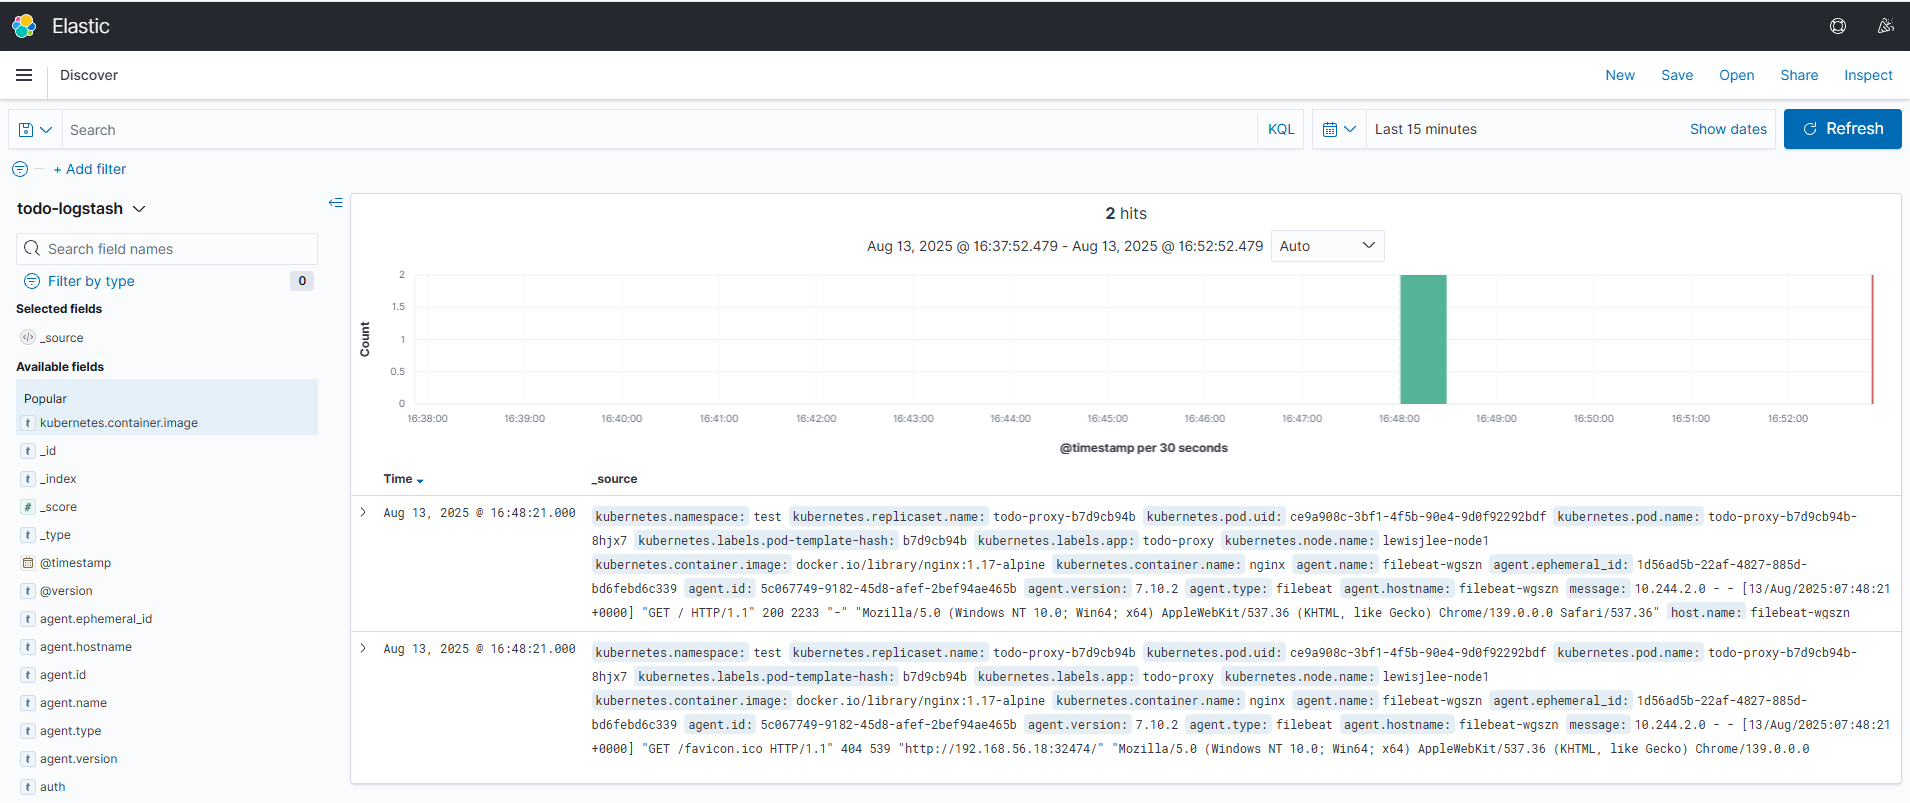 Elastic
Discover
New Save Open Share Inspect
Search KQL Last 15 minutes Show dates Refresh
+ Add filter
todo-logstash
Search field names
Filter by type 0
Selected fields
</> _source
Available fields
Popular
t kubernetes.container.image
t _id
t _index
# _score
t _type
@timestamp
t @version
t agent.ephemeral_id
t agent.hostname
t agent.id
t agent.name
t agent.type
t agent.version
t auth
2 hits
Aug 13, 2025 @ 16:37:52.479 - Aug 13, 2025 @ 16:52:52.479 Auto
Count
2
1.5
1
0.5
0
16:38:00 16:39:00 16:40:00 16:41:00 16:42:00 16:43:00 16:44:00 16:45:00 16:46:00 16:47:00 16:48:00 16:49:00 16:50:00 16:51:00 16:52:00
@timestamp per 30 seconds
Time _source
Aug 13, 2025 @ 16:48:21.000 kubernetes.namespace: test kubernetes.replicaset.name: todo-proxy-b7d9cb94b kubernetes.pod.uid: ce9a908c-3bf1-4f5b-90e4-9d0f92292bdf kubernetes.pod.name: todo-proxy-b7d9cb94b-
8hjx7 kubernetes.labels.pod-template-hash: b7d9cb94b kubernetes.labels.app: todo-proxy kubernetes.node.name: lewisjlee-node1
kubernetes.container.image: docker.io/library/nginx:1.17-alpine kubernetes.container.name: nginx agent.name: filebeat-wgszn agent.ephemeral_id: 1d56ad5b-22af-4827-885d-
bd6febd6c339 agent.id: 5c067749-9182-45d8-afef-2bef94ae465b agent.version: 7.10.2 agent.type: filebeat agent.hostname: filebeat-wgszn message: 10.244.2.0 - - [13/Aug/2025:07:48:21
+0000] "GET / HTTP/1.1" 200 2233 "-" "Mozilla/5.0 (Windows NT 10.0; Win64; x64) AppleWebKit/537.36 (KHTML, like Gecko) Chrome/139.0.0.0 Safari/537.36" host.name: filebeat-wgszn
Aug 13, 2025 @ 16:48:21.000 kubernetes.namespace: test kubernetes.replicaset.name: todo-proxy-b7d9cb94b kubernetes.pod.uid: ce9a908c-3bf1-4f5b-90e4-9d0f92292bdf kubernetes.pod.name: todo-proxy-b7d9cb94b-
8hjx7 kubernetes.labels.pod-template-hash: b7d9cb94b kubernetes.labels.app: todo-proxy kubernetes.node.name: lewisjlee-node1
kubernetes.container.image: docker.io/library/nginx:1.17-alpine kubernetes.container.name: nginx agent.name: filebeat-wgszn agent.ephemeral_id: 1d56ad5b-22af-4827-885d-
bd6febd6c339 agent.id: 5c067749-9182-45d8-afef-2bef94ae465b agent.version: 7.10.2 agent.type: filebeat agent.hostname: filebeat-wgszn message: 10.244.2.0 - - [13/Aug/2025:07:48:21
+0000] "GET /favicon.ico HTTP/1.1" 404 539 "http://192.168.56.18:32474/" "Mozilla/5.0 (Windows NT 10.0; Win64; x64) AppleWebKit/537.36 (KHTML, like Gecko) Chrome/139.0.0.0